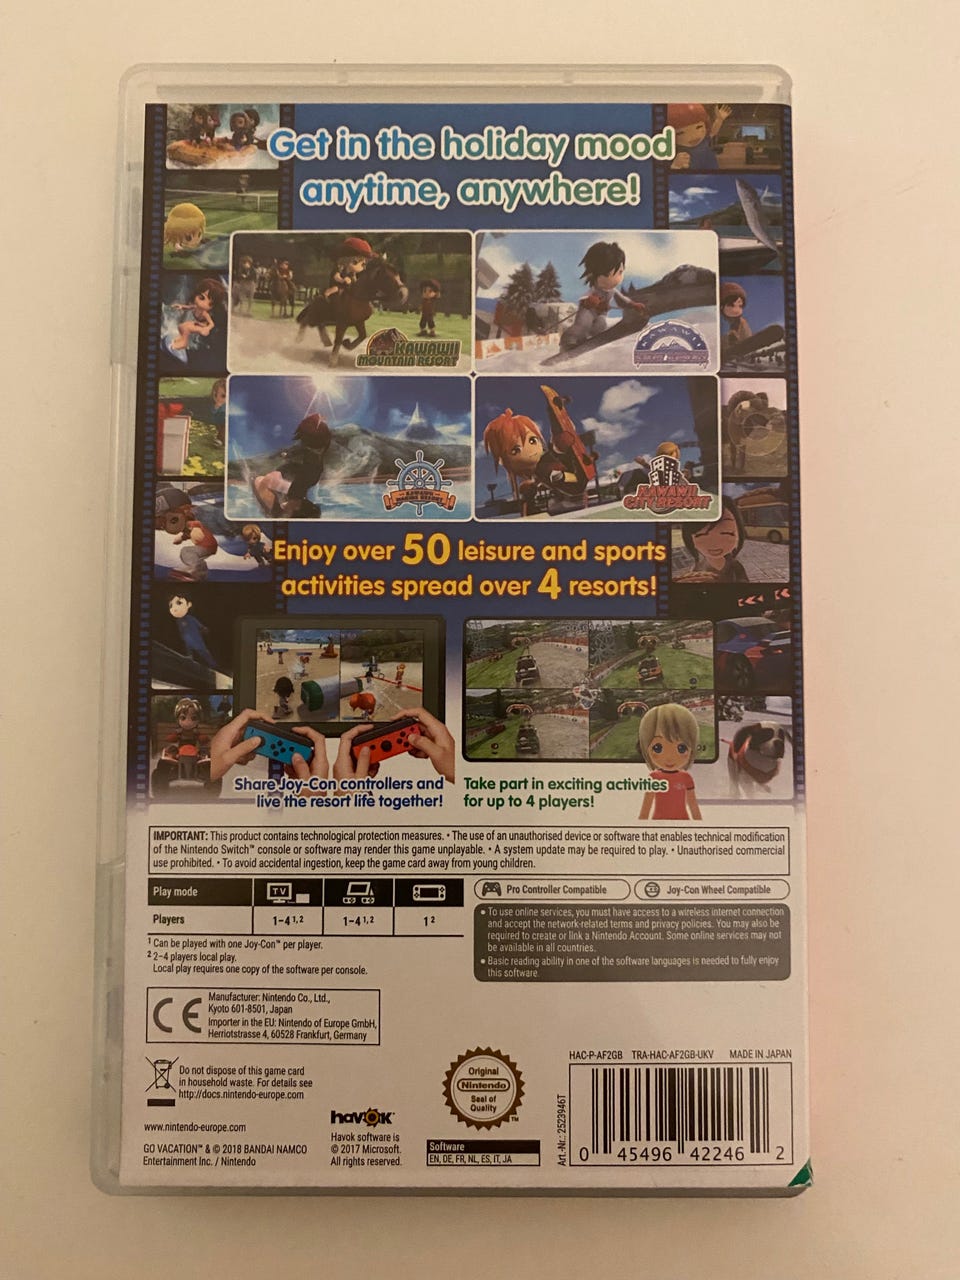 Get in the holiday mood
anytime, anywhere!
KAWAWII
MOUNTAIN RESORT
KAWAWII
KAWAWII
MARINE RESORT
KAWAWII
CITY RESORT
Enjoy over 50 leisure and sports
activities spread over 4 resorts!
Share Joy-Con controllers and
live the resort life together!
Take part in exciting activities
for up to 4 players!
IMPORTANT: This product contains technological protection measures. • The use of an unauthorised device or software that enables technical modification
of the Nintendo Switch™ console or software may render this game unplayable. • A system update may be required to play. • Unauthorised commercial
use prohibited. • To avoid accidental ingestion, keep the game card away from young children.
Play mode TV
Players 1-4 1,2 1-4 1,2 1 2
1 Can be played with one Joy-Con™ per player.
2 2-4 players local play.
Local play requires one copy of the software per console.
Pro Controller Compatible
Joy-Con Wheel Compatible
• To use online services, you must have access to a wireless internet connection
and accept the network-related terms and privacy policies. You may also be
required to create or link a Nintendo Account. Some online services may not
be available in all countries.
• Basic reading ability in one of the software languages is needed to fully enjoy
this software.
CE
Manufacturer: Nintendo Co., Ltd.,
Kyoto 601-8501, Japan
Importer in the EU: Nintendo of Europe GmbH,
Herriotstrasse 4, 60528 Frankfurt, Germany
Do not dispose of this game card
in household waste. For details see
http://docs.nintendo-europe.com
www.nintendo-europe.com
GO VACATION™ & © 2018 BANDAI NAMCO
Entertainment Inc. / Nintendo
havok™
Havok software is
© 2017 Microsoft.
All rights reserved.
Original
Nintendo
Seal of
Quality
TM
Software
EN, DE, FR, NL, ES, IT, JA
HAC-P-AF2GB TRA-HAC-AF2GB-UKV MADE IN JAPAN
Art.-Nr.: 2523946T
0 45496 42246 2